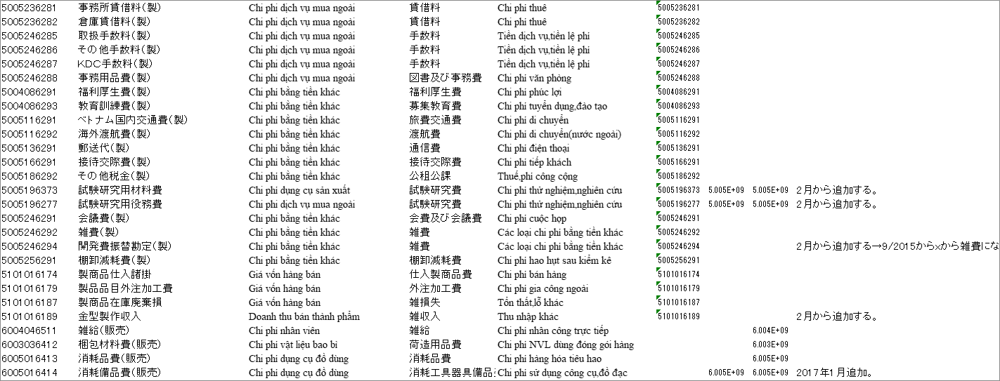 5005236281 事務所賃借料(製) Chi phí dịch vụ mua ngoài 賃借料 Chi phí thuê 5005236281
5005236282 倉庫賃借料(製) Chi phí dịch vụ mua ngoài 賃借料 Chi phí thuê 5005236282
5005246285 取扱手数料(製) Chi phí dịch vụ mua ngoài 手数料 Tiền dịch vụ,tiền lệ phí 5005246285
5005246286 その他手数料(製) Chi phí dịch vụ mua ngoài 手数料 Tiền dịch vụ,tiền lệ phí 5005246286
5005246287 KDC手数料(製) Chi phí dịch vụ mua ngoài 手数料 Tiền dịch vụ,tiền lệ phí 5005246287
5005246288 事務用品費(製) Chi phí dịch vụ mua ngoài 図書及び事務費 Chi phí văn phòng 5005246288
5004086291 福利厚生費(製) Chi phí bằng tiền khác 福利厚生費 Chi phí phúc lợi 5004086291
5004086293 教育訓練費(製) Chi phí bằng tiền khác 募集教育費 Chi phí tuyển dụng,đào tạo 5004086293
5005116291 ベトナム国内交通費(製) Chi phí bằng tiền khác 旅費交通費 Chi phí di chuyển 5005116291
5005116292 海外渡航費(製) Chi phí bằng tiền khác 渡航費 Chi phí di chuyển(nước ngoài) 5005116292
5005136291 郵送代(製) Chi phí bằng tiền khác 通信費 Chi phí điện thoại 5005136291
5005166291 接待交際費(製) Chi phí bằng tiền khác 接待交際費 Chi phí tiếp khách 5005166291
5005186292 その他税金(製) Chi phí bằng tiền khác 公租公課 Thuế,phí công cộng 5005186292
5005196373 試験研究用材料費 Chi phí dụng cụ sản xuất 試験研究費 Chi phí thử nghiệm,nghiên cứu 5005196373 5.005E+09 5.005E+09 2月から追加する。
5005196277 試験研究用役務費 Chi phí dịch vụ mua ngoài 試験研究費 Chi phí thử nghiệm,nghiên cứu 5005196277 5.005E+09 5.005E+09 2月から追加する。
5005246291 会議費(製) Chi phí bằng tiền khác 会費及び会議費 Chi phí cuộc họp 5005246291
5005246292 雑費(製) Chi phí bằng tiền khác 雑費 Các loại chi phí bằng tiền khác 5005246292
5005246294 開発費振替勘定(製) Chi phí bằng tiền khác 雑費 Các loại chi phí bằng tiền khác 5005246294 2月から追加する→9/2015からxから雑費にな
5005256291 棚卸減耗費(製) Chi phí bằng tiền khác 棚卸減耗費 Chi phí hao hụt sau kiểm kê 5005256291
5101016174 製商品仕入諸掛 Giá vốn hàng bán 仕入製商品費 Chi phí bán hàng 5101016174
5101016179 製品品目外注加工費 Giá vốn hàng bán 外注加工費 Chi phí gia công ngoài 5101016179
5101016187 製商品在庫廃棄損 Giá vốn hàng bán 雑損失 Tổn thất,lỗ khác 5101016187
5101016189 金型製作収入 Doanh thu bán thành phẩm 雑収入 Thu nhập khác 5101016189 2月から追加する。
6004046511 雑給(販売) Chi phí nhân viên 雑給 Chi phí nhân công trực tiếp 6.004E+09
6003036412 梱包材料費(販売) Chi phí vật liệu bao bì 荷造用品費 Chi phí NVL dùng đóng gói hàng 6.003E+09
6005016413 消耗品費(販売) Chi phí dụng cụ đồ dùng 消耗品費 Chi phí hàng hóa tiêu hao 6.005E+09
6005016414 消耗備品費(販売) Chi phí dụng cụ đồ dùng 消耗工具器具備品 Chi phí sử dụng công cụ,đồ đạc 6.005E+09 6.005E+09 2017年1月追加。